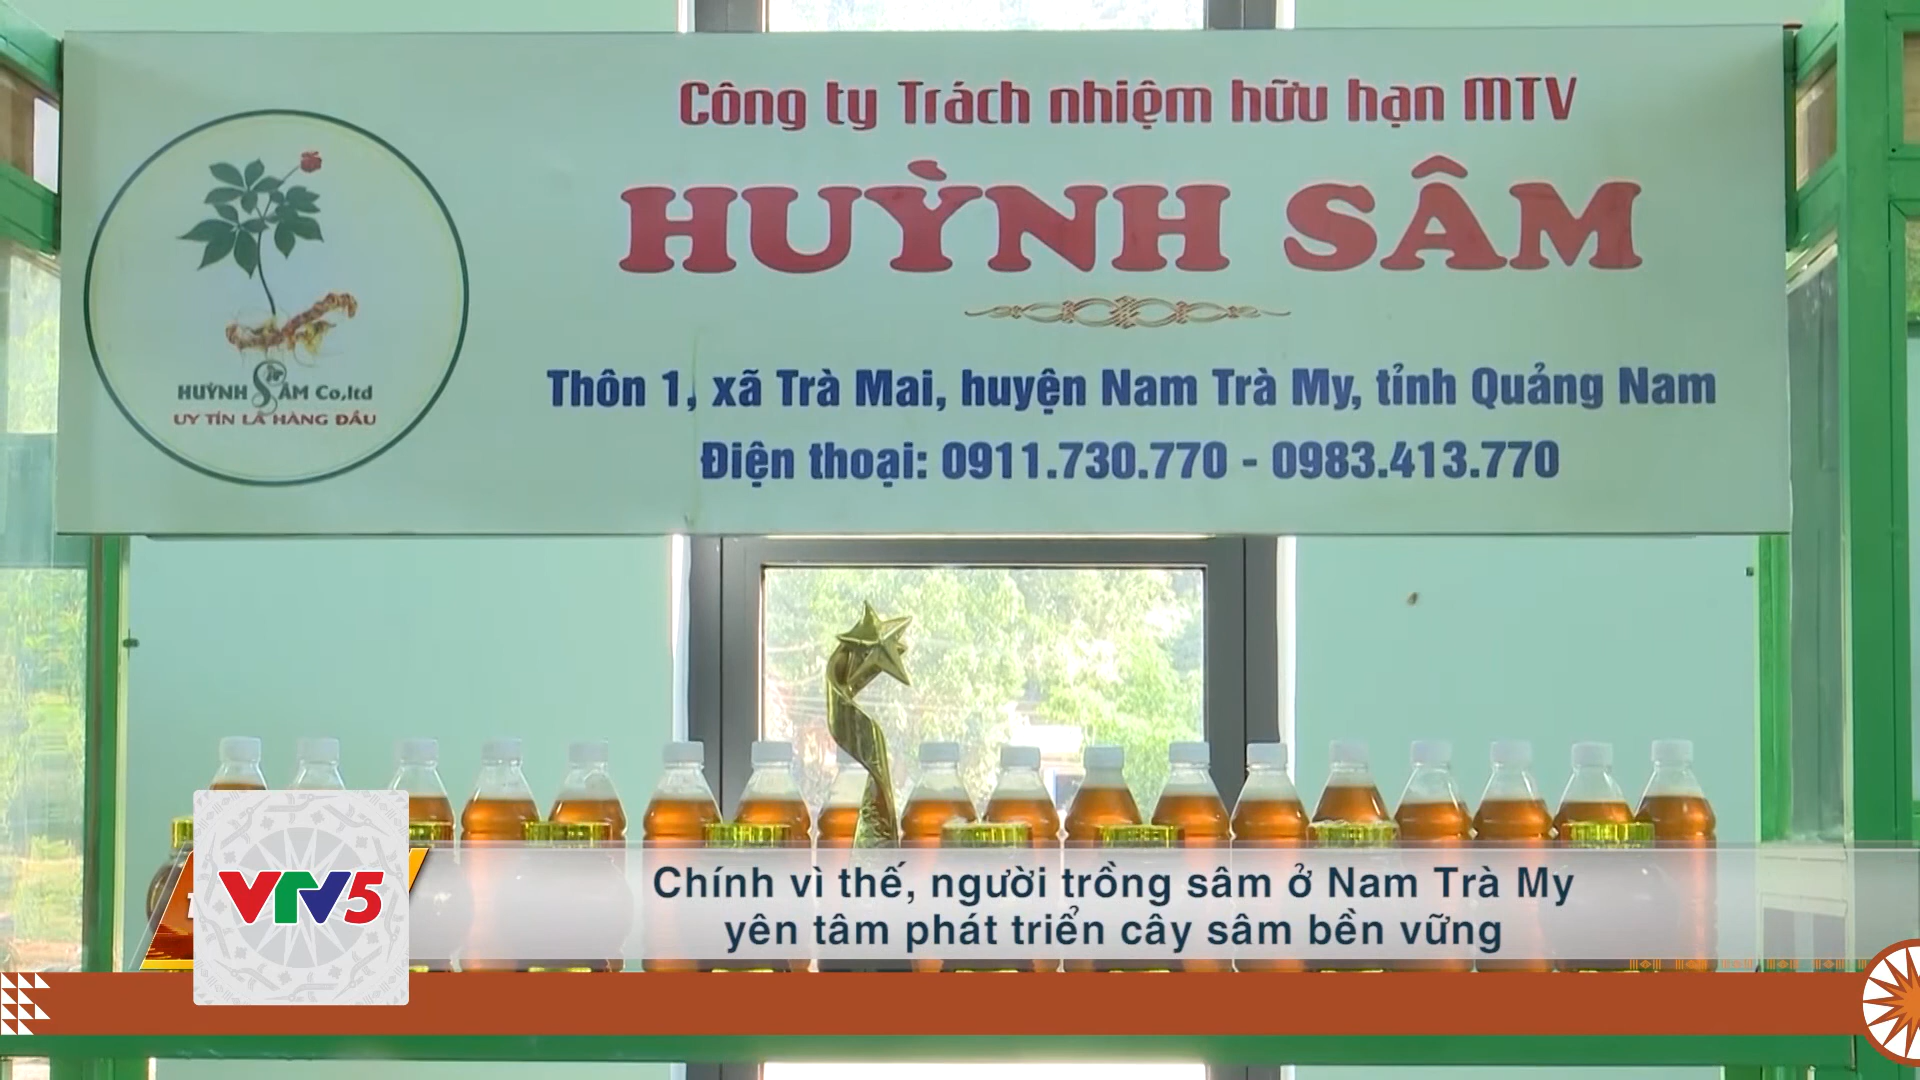 Công ty Trách nhiệm hữu hạn MTV
HUỲNH SÂM
HUỲNH SÂM Co,ltd
UY TÍN LÀ HÀNG ĐẦU
Thôn 1, xã Trà Mai, huyện Nam Trà My, tỉnh Quảng Nam
Điện thoại: 0911.730.770 - 0983.413.770
VTV5
Chính vì thế, người trồng sâm ở Nam Trà My
yên tâm phát triển cây sâm bền vững